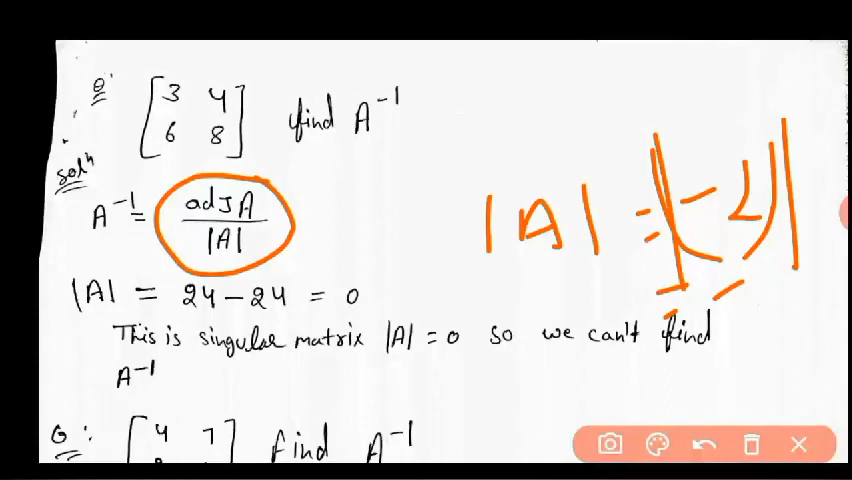 Q:
[3 4
6 8] find A⁻¹
Solⁿ
A⁻¹ = adj A / |A|
|A| =
|A| = 24 - 24 = 0
This is singular matrix |A| = 0 so we can't find
A⁻¹
Q: [4 7 ] find A⁻¹